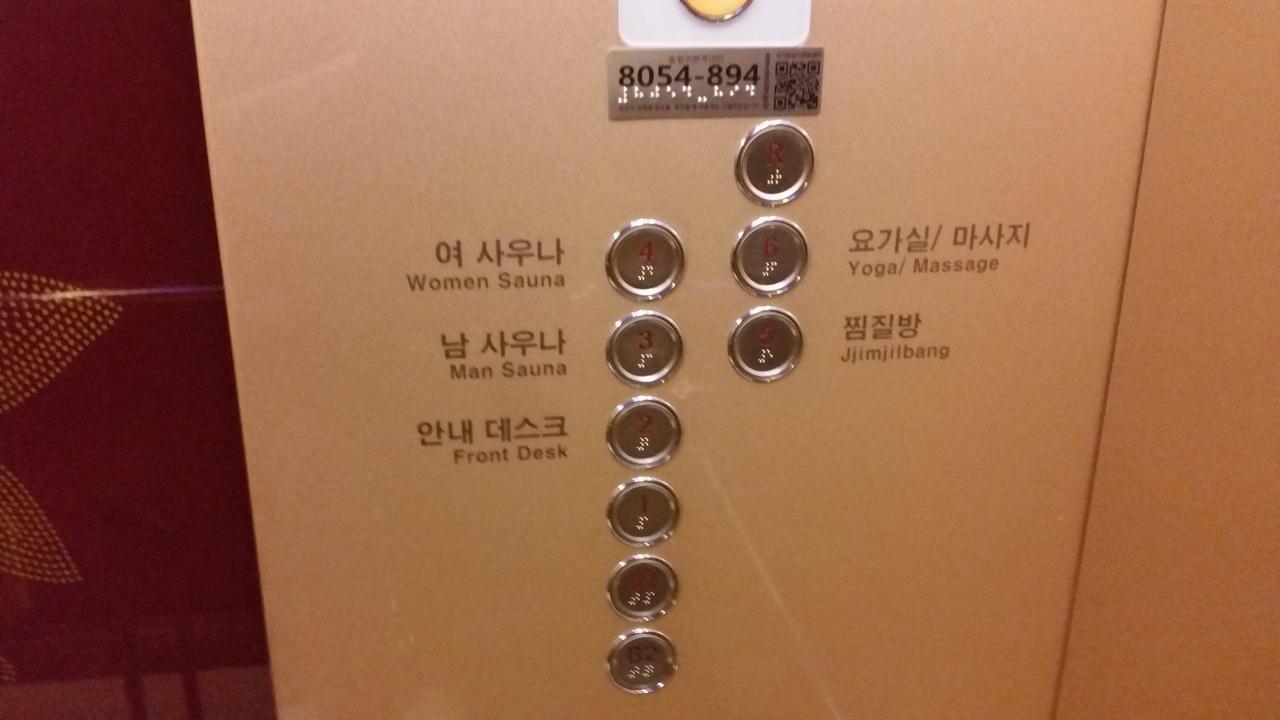 8054-894
R
여 사우나
Women Sauna
4
6
요가실/ 마사지
Yoga/ Massage
남 사우나
Man Sauna
3
5
찜질방
Jjimjilbang
안내 데스크
Front Desk
2
1
B1
B2